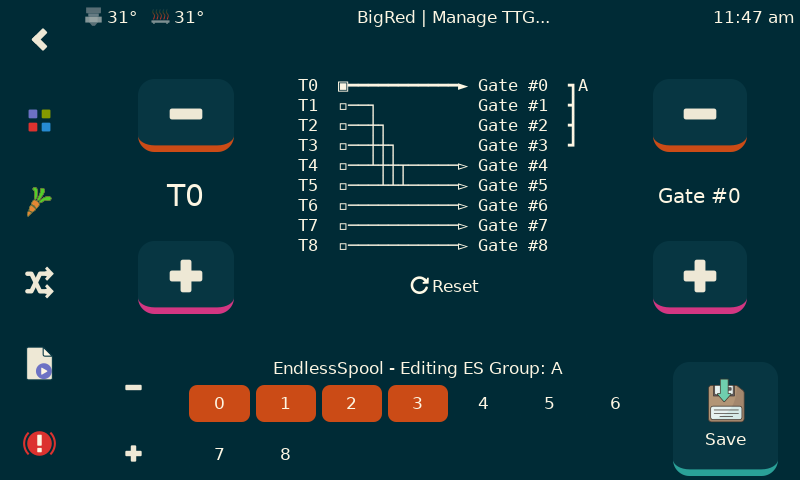 31° 31° BigRed | Manage TTG... 11:47 am
T0 Gate #0 A
T1 Gate #1
T2 Gate #2
T3 Gate #3
T4 Gate #4
T5 Gate #5
T6 Gate #6
T7 Gate #7
T8 Gate #8
T0
Gate #0
Reset
EndlessSpool - Editing ES Group: A
0 1 2 3 4 5 6
7 8
Save